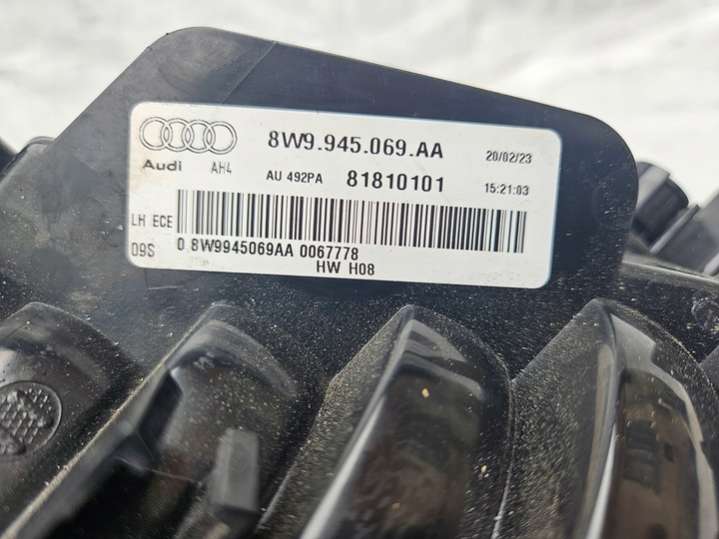 8W9.945.069.AA 20/02/23
Audi AH4 AU 492PA 81810101 15:21:03
LH ECE
09S 0 8W9945069AA 0067778
HW H08